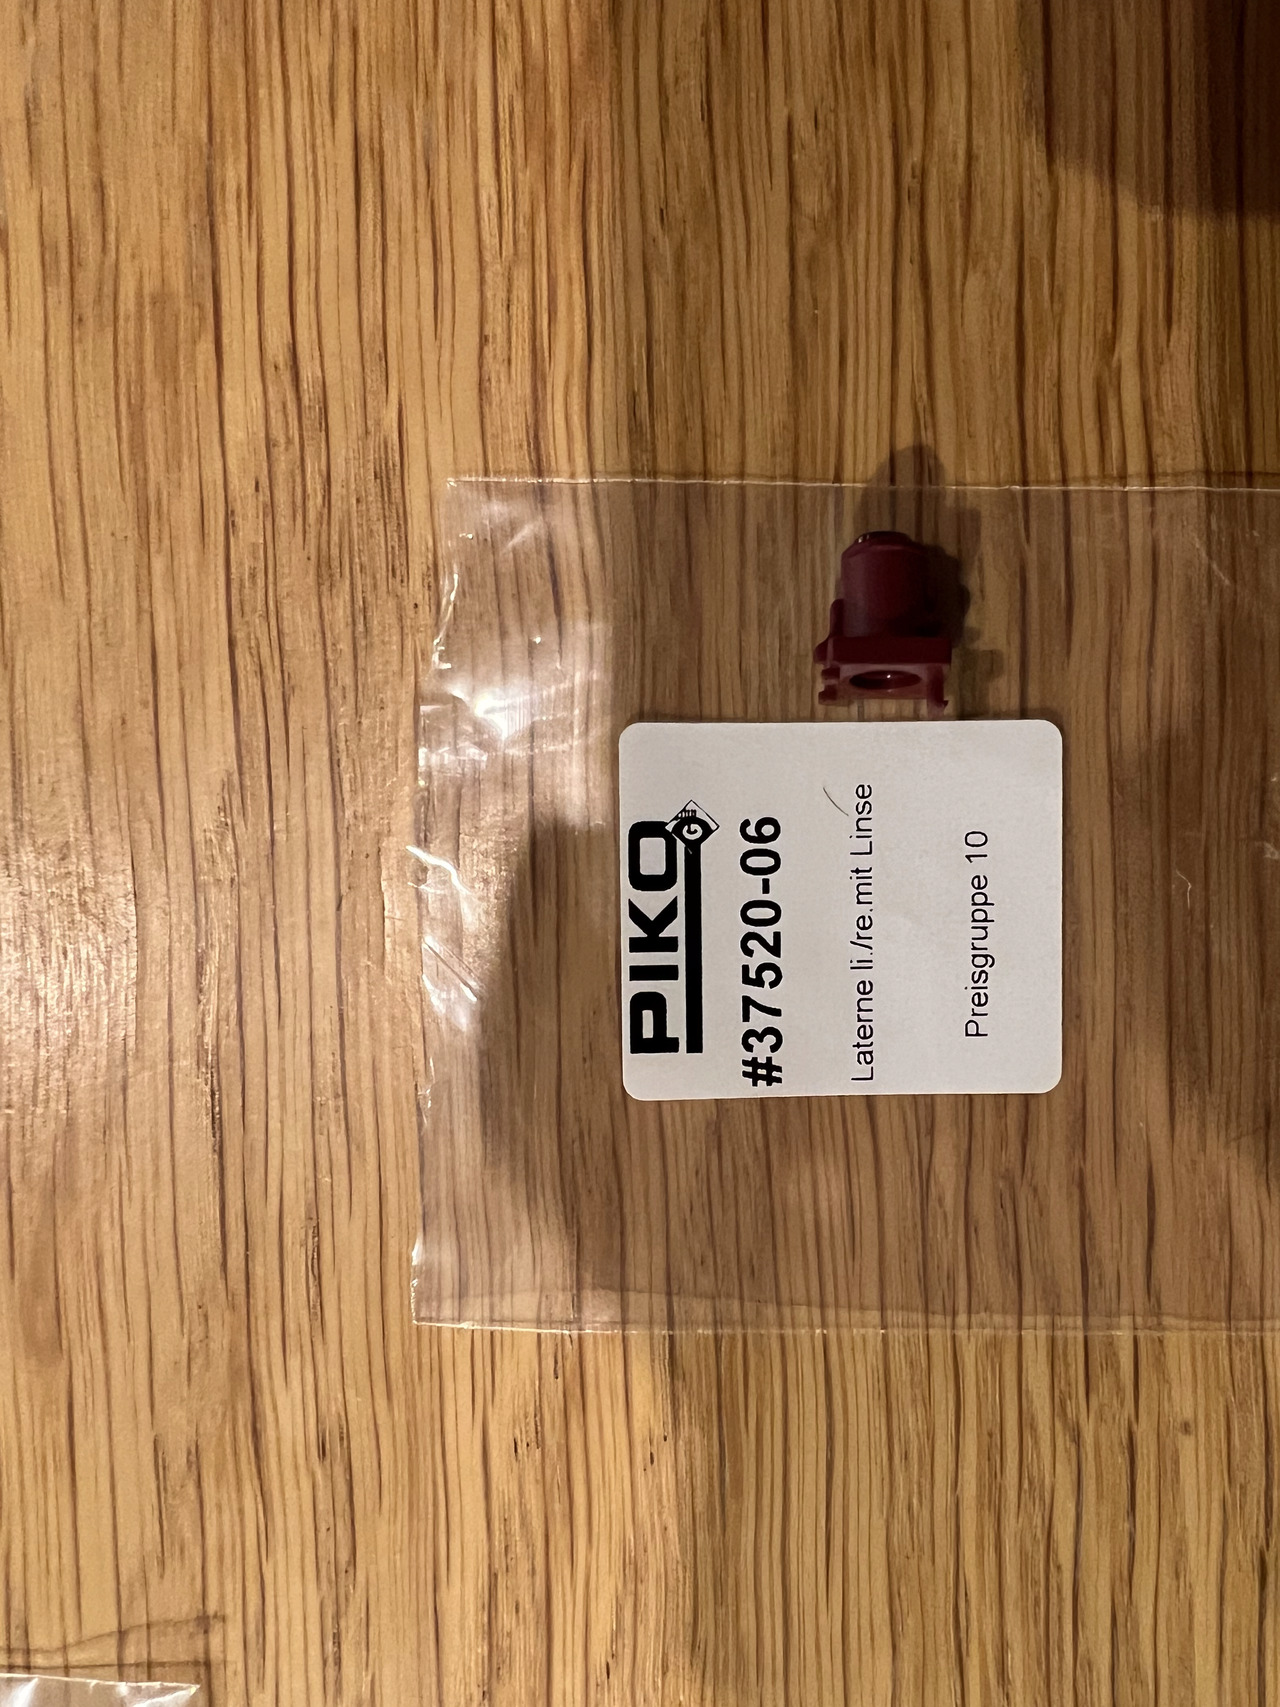 PIKO
G
#37520-06
Laterne li./re.mit Linse
Preisgruppe 10